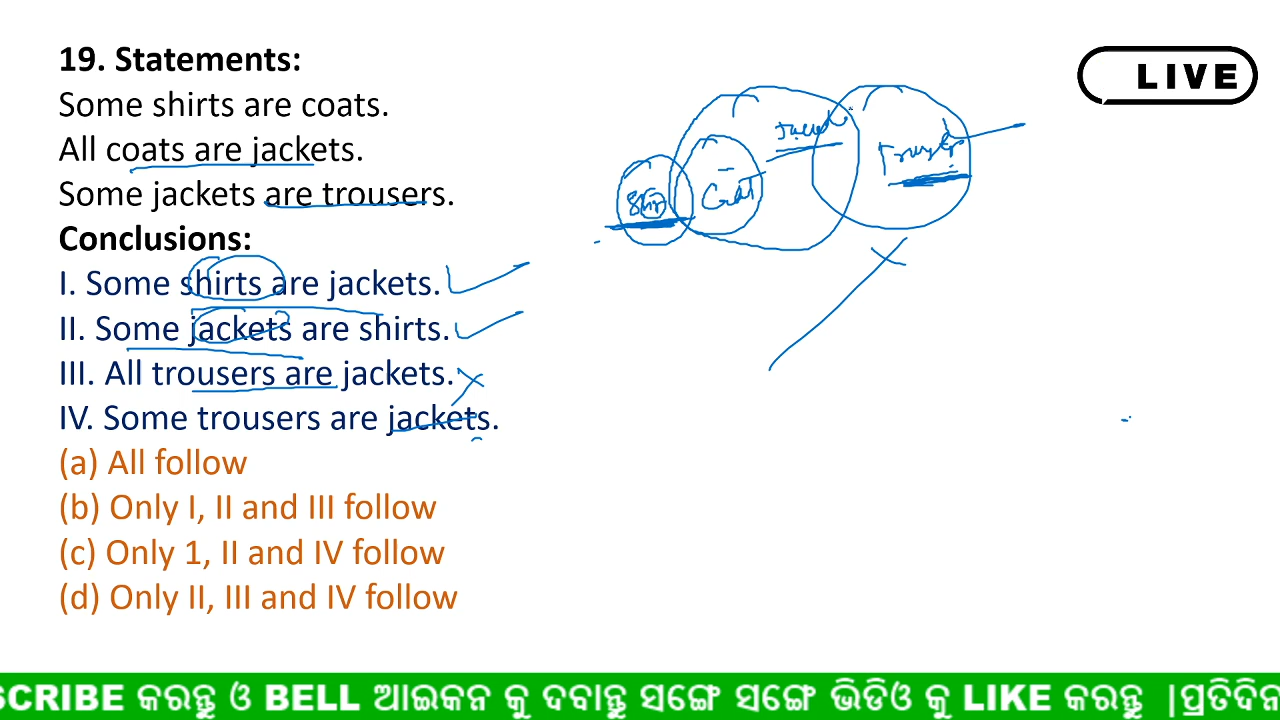 19. Statements:
Some shirts are coats.
All coats are jackets.
Some jackets are trousers.
Conclusions:
I. Some shirts are jackets.
II. Some jackets are shirts.
III. All trousers are jackets.
IV. Some trousers are jackets.
(a) All follow
(b) Only I, II and III follow
(c) Only 1, II and IV follow
(d) Only II, III and IV follow
LIVE
SCRIBE କରନ୍ତୁ ଓ BELL ଆଇକନ କୁ ଦବାନ୍ତୁ ସଙ୍ଗେ ସଙ୍ଗେ ଭିଡିଓ କୁ LIKE କରନ୍ତୁ |ପ୍ରତିଦିନ